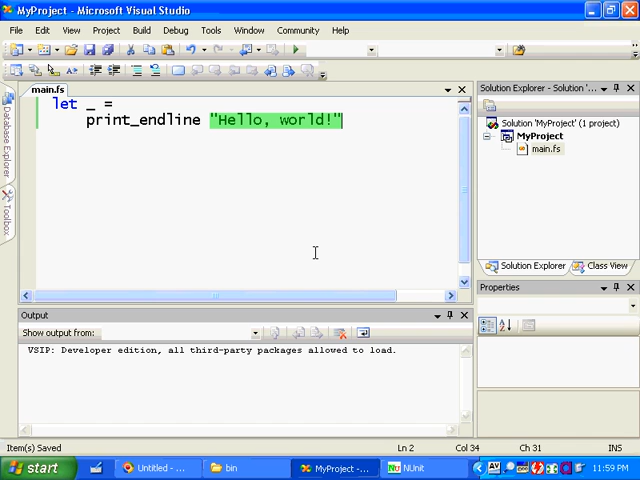 MyProject - Microsoft Visual Studio
File Edit View Project Build Debug Tools Window Community Help
main.fs
let _ =
print_endline "Hello, world!"
Database Explorer
Toolbox
Solution Explorer - Solution '...
Solution 'MyProject' (1 project)
MyProject
main.fs
Solution Explorer Class View
Properties
Output
Show output from:
VSIP: Developer edition, all third-party packages allowed to load.
Item(s) Saved Ln 2 Col 34 Ch 31 INS
start Untitled - ... bin MyProject -... NUnit 11:59 PM